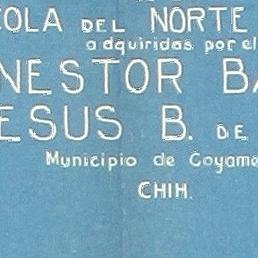 COLA DEL NORTE
adquiridas por el
NESTOR BA
ESUS B. DE
Municipio de Coyame
CHIH.